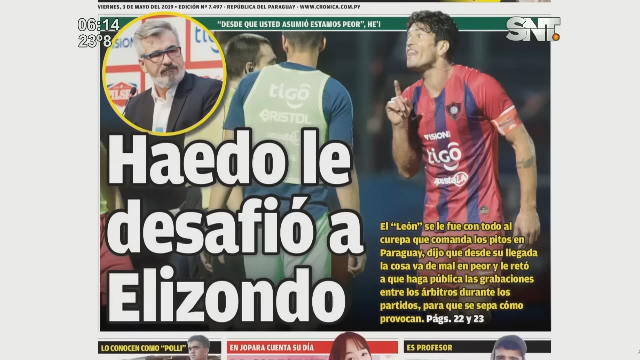 VIERNES, 3 DE MAYO DEL 2019 • EDICIÓN Nº 7.497 • REPÚBLICA DEL PARAGUAY
WWW.CRONICA.COM.PY
"DESDE QUE USTED ASUMIÓ ESTAMOS PEOR", HE'I
06:14
23°8
SNT.
tigo
BRISTOL
VISION
tigo
Apuesta LA
Haedo le
desafió a
Elizondo
El "León" se le fue con todo al
curepa que comanda los pitos en
Paraguay, dijo que desde su llegada
la cosa va de mal en peor y le retó
a que haga pública las grabaciones
entre los árbitros durante los
partidos, para que se sepa cómo
provocan. Págs. 22 y 23
LO CONOCEN COMO "POLLI"
EN JOPARA CUENTA SU DÍA
ES PROFESOR